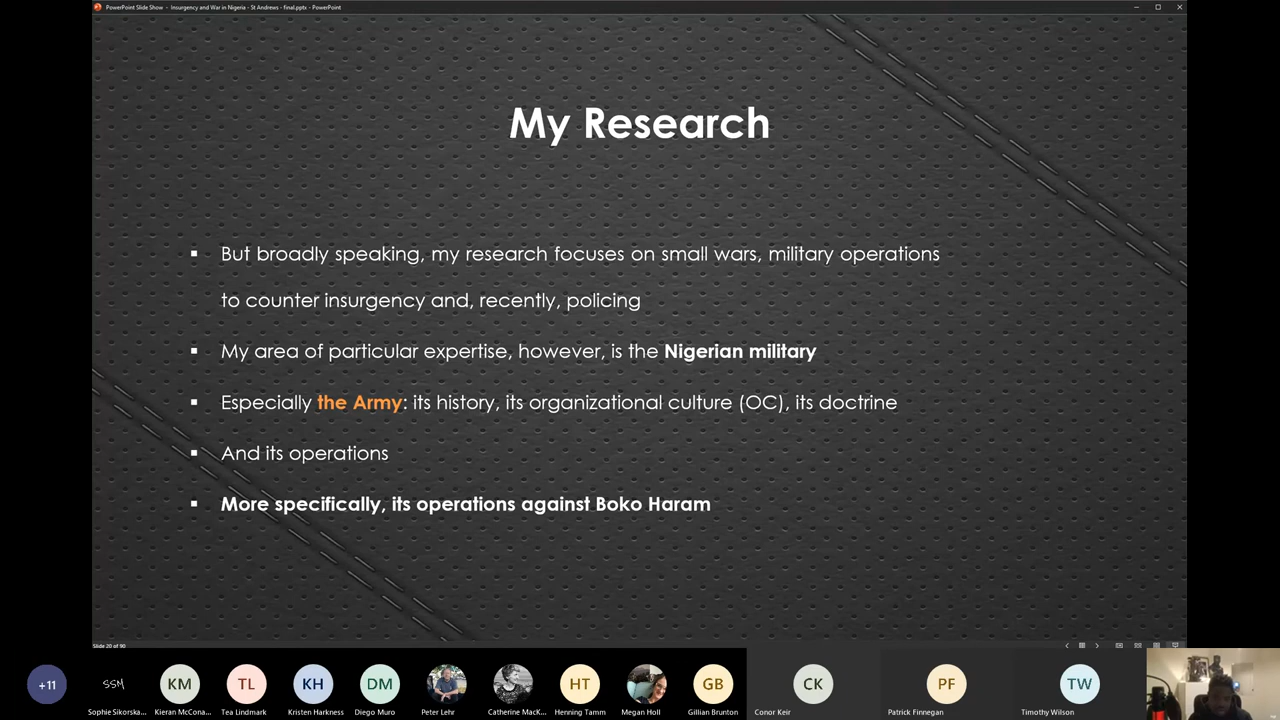 PowerPoint Slide Show - Insurgency and War in Nigeria - St Andrews - final.pptx - PowerPoint
My Research
But broadly speaking, my research focuses on small wars, military operations
to counter insurgency and, recently, policing
My area of particular expertise, however, is the Nigerian military
Especially the Army: its history, its organizational culture (OC), its doctrine
And its operations
More specifically, its operations against Boko Haram
Slide 20 of 90
+11
SSM
KM
TL
KH
DM
HT
GB
CK
PF
TW
Sophie Sikorska...
Kieran McCona...
Tea Lindmark
Kristen Harkness
Diego Muro
Peter Lehr
Catherine MacK...
Henning Tamm
Megan Holl
Gillian Brunton
Conor Keir
Patrick Finnegan
Timothy Wilson